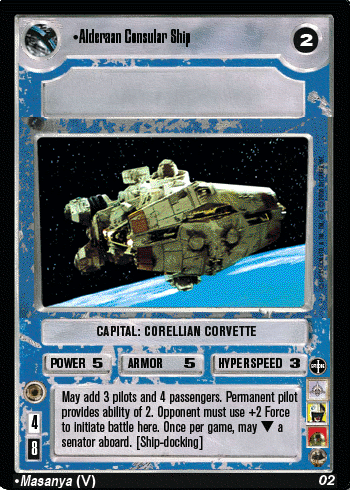 •Alderaan Consular Ship
2
CAPITAL: CORELLIAN CORVETTE
POWER 5 ARMOR 5 HYPERSPEED 3
May add 3 pilots and 4 passengers. Permanent pilot
provides ability of 2. Opponent must use +2 Force
to initiate battle here. Once per game, may ▼ a
senator aboard. [Ship-docking]
4
8
•Masanya (V) 02